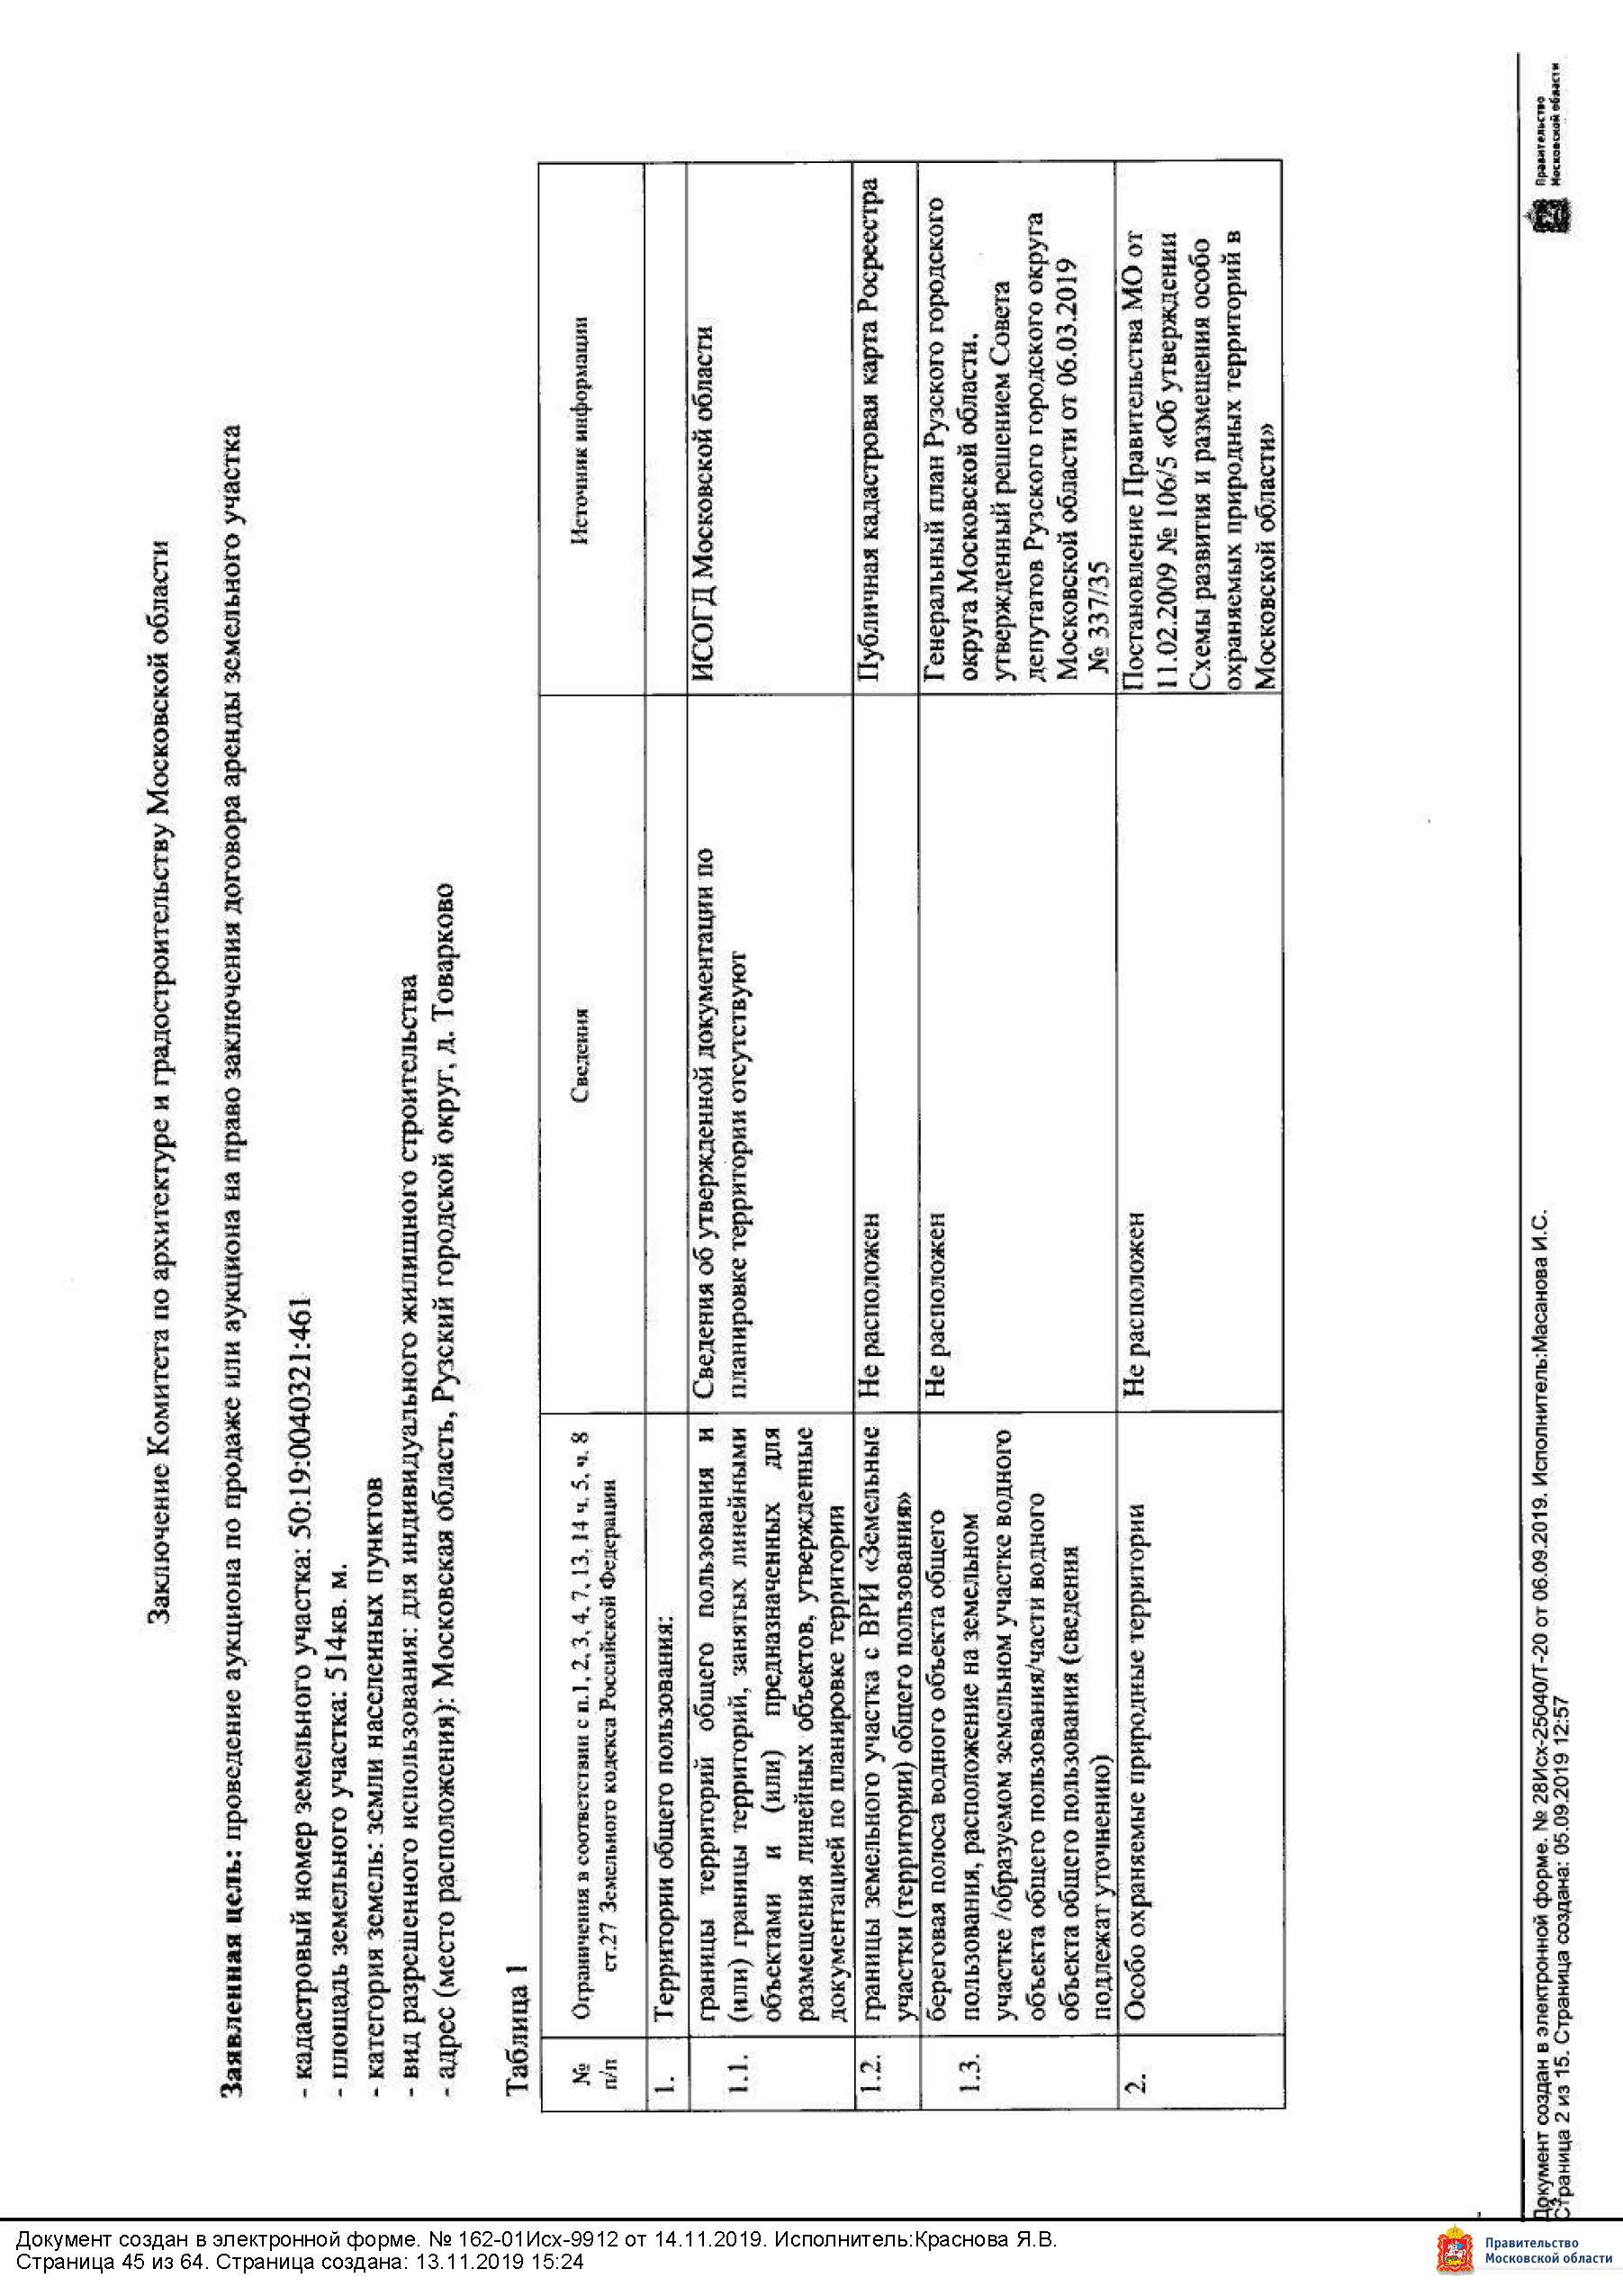 Заключение Комитета по архитектуре и градостроительству Московской области
Заявленная цель: проведение аукциона по продаже или аукциона на право заключения договора аренды земельного участка
- кадастровый номер земельного участка: 50:19:0040321:461
- площадь земельного участка: 514кв. м.
- категория земель: земли населенных пунктов
- вид разрешенного использования: для индивидуального жилищного строительства
- адрес (место расположения): Московская область, Рузский городской округ, д. Товарково
Таблица 1
№
п/п
Ограничения в соответствии с п.1, 2, 3, 4, 7, 13, 14 ч. 5, ч. 8
ст.27 Земельного кодекса Российской Федерации
Сведения
Источник информации
1.
Территории общего пользования:
1.1.
границы территорий общего пользования и
(или) границы территорий, занятых линейными
объектами и (или) предназначенных для
размещения линейных объектов, утвержденные
документацией по планировке территории
Сведения об утвержденной документации по
планировке территории отсутствуют
ИСОГД Московской области
1.2.
границы земельного участка с ВРИ «Земельные
участки (территории) общего пользования»
Не расположен
Публичная кадастровая карта Росреестра
1.3.
береговая полоса водного объекта общего
пользования, расположение на земельном
участке /образуемом земельном участке водного
объекта общего пользования/части водного
объекта общего пользования (сведения
подлежат уточнению)
Не расположен
Генеральный план Рузского городского
округа Московской области,
утвержденный решением Совета
депутатов Рузского городского округа
Московской области от 06.03.2019
№ 337/35
2.
Особо охраняемые природные территории
Не расположен
Постановление Правительства МО от
11.02.2009 № 106/5 «Об утверждении
Схемы развития и размещения особо
охраняемых природных территорий в
Московской области»
Документ создан в электронной форме. № 28Исх-25040/Т-20 от 06.09.2019. Исполнитель:Масанова И.С.
Страница 2 из 15. Страница создана: 05.09.2019 12:57
Правительство
Московской области
Документ создан в электронной форме. № 162-01Исх-9912 от 14.11.2019. Исполнитель:Краснова Я.В.
Страница 45 из 64. Страница создана: 13.11.2019 15:24
Правительство
Московской области